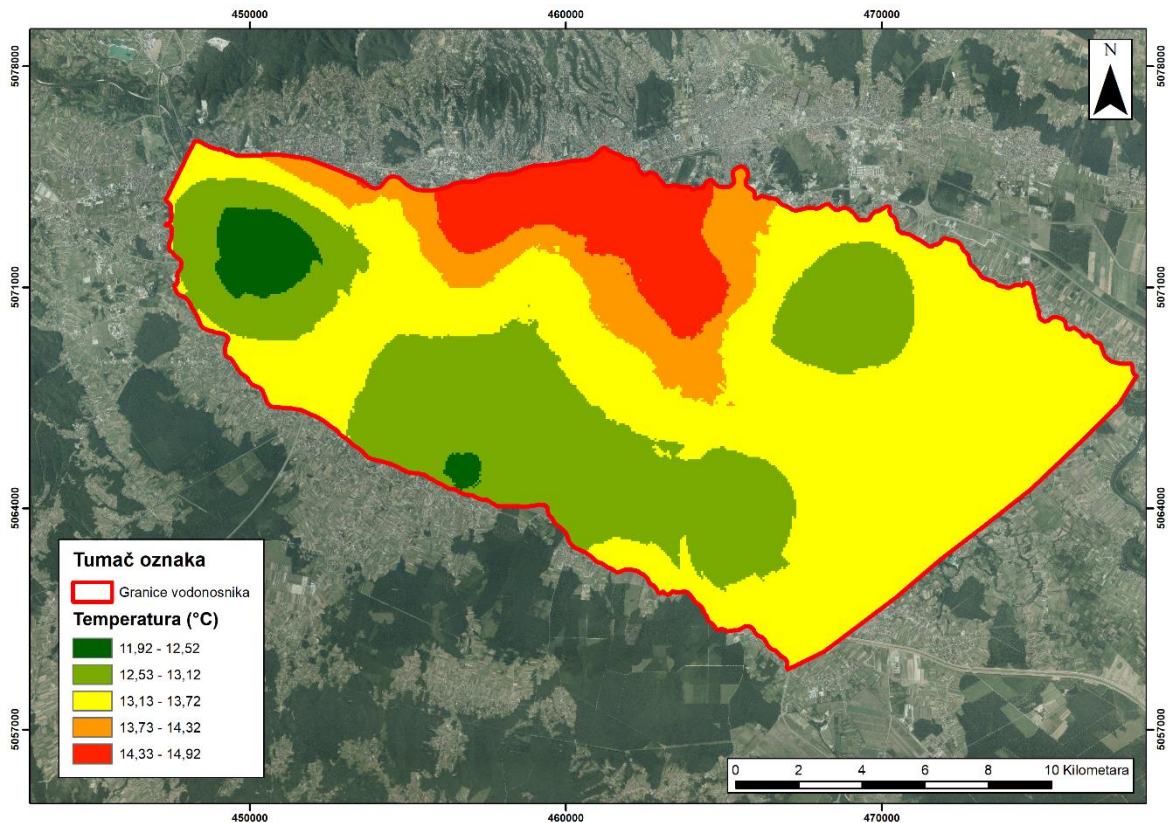 450000
460000
470000
5078000
5078000
N
5071000
5071000
5064000
5064000
Tumač oznaka
Granice vodonosnika
Temperatura (°C)
11,92 - 12,52
12,53 - 13,12
13,13 - 13,72
13,73 - 14,32
14,33 - 14,92
5057000
5057000
0 2 4 6 8 10 Kilometara
450000
460000
470000